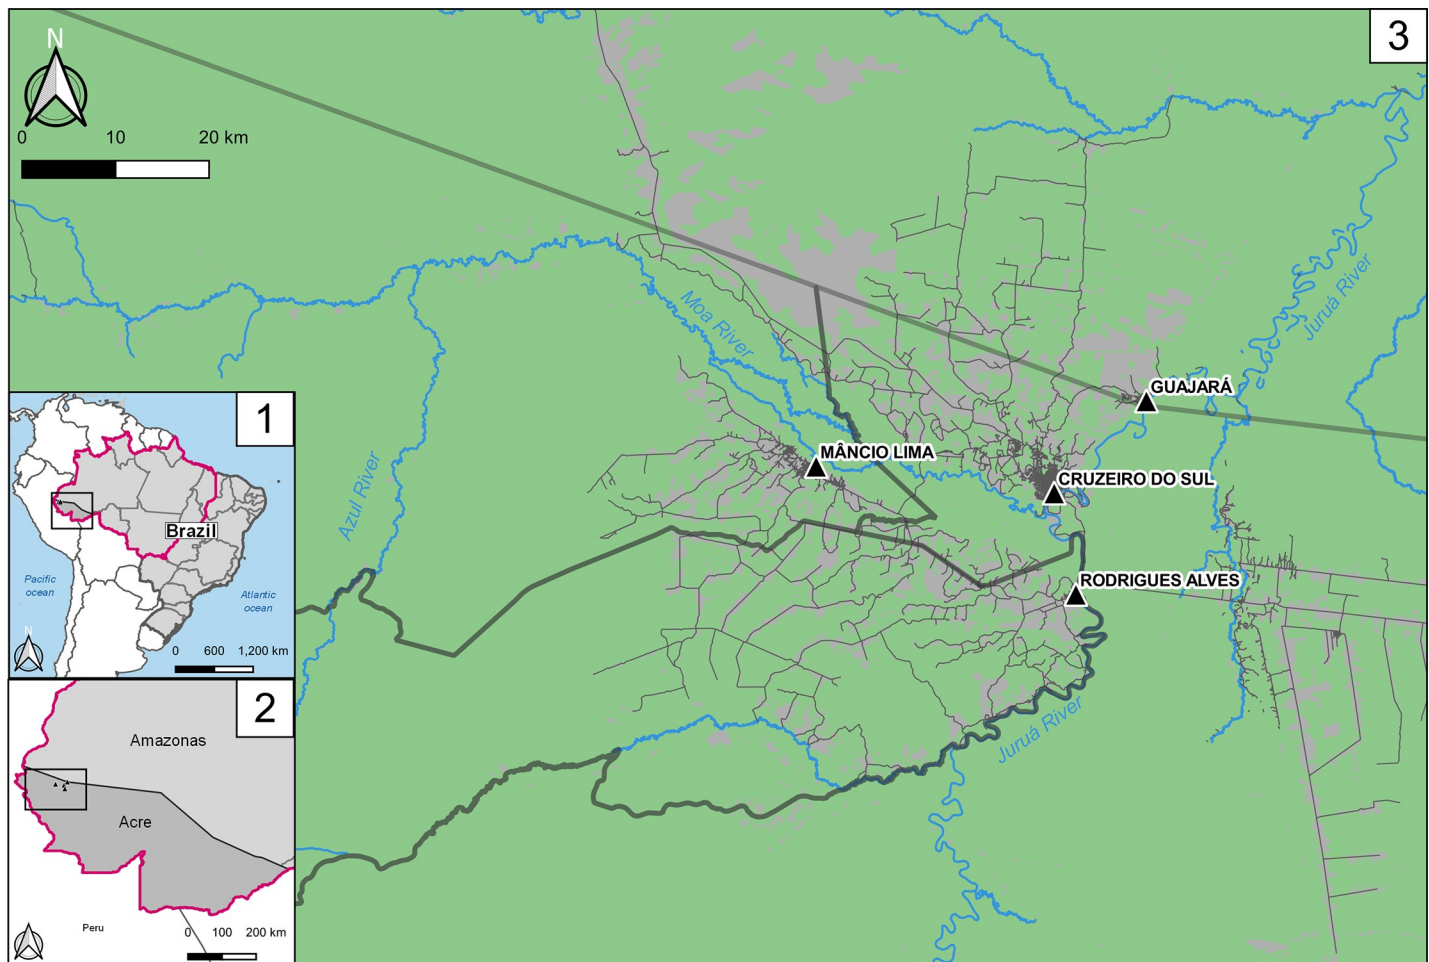 3
N
0 10 20 km
Moa River
Juruá River
GUAJARÁ
MÂNCIO LIMA
CRUZEIRO DO SUL
Azul River
RODRIGUES ALVES
Juruá River
1
Brazil
Pacific
ocean
Atlantic
ocean
N
0 600 1,200 km
2
Amazonas
Acre
Peru
0 100 200 km